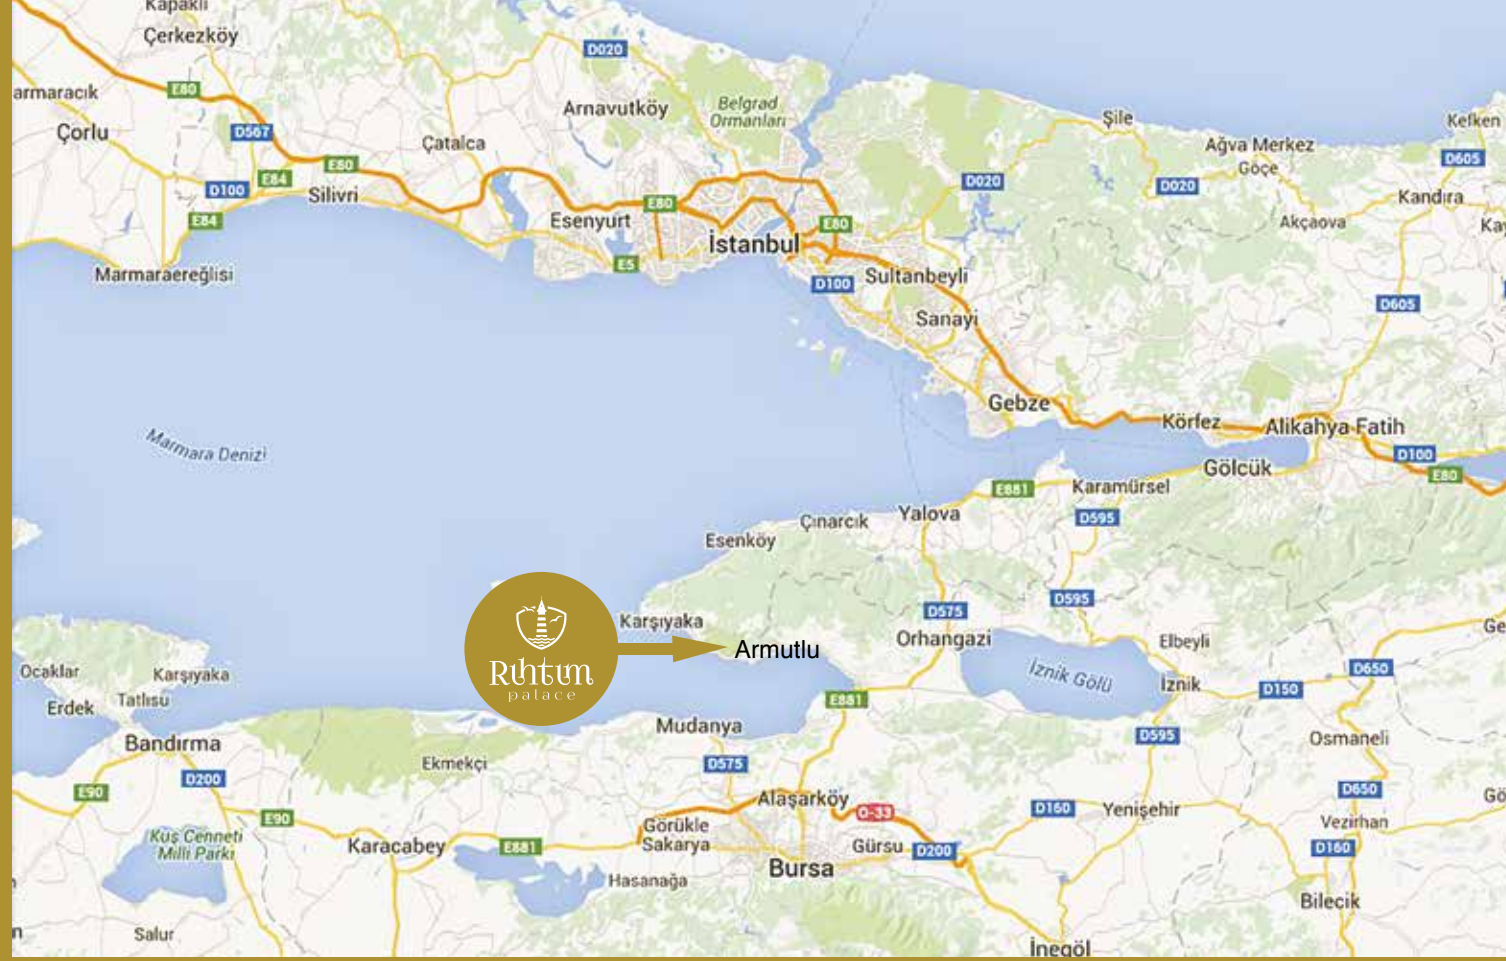 Kapaklı
Çerkezköy
D020
E80
armaracık
Arnavutköy
Belgrad
Ormanları
Şile
Kefken
Çorlu
D567
Çatalca
Ağva Merkez
Göçe
D605
E80
E84
D100
Silivri
D020
D020
Kandıra
E84
Esenyurt
E80
E80
Akçaova
İstanbul
E5
Marmaraereğlisi
D100
Sultanbeyli
D605
Sanayi
Gebze
Körfez
Alikahya Fatih
Marmara Denizi
D100
E80
Gölcük
E881
Karamürsel
Çınarcık
Yalova
D595
Esenköy
D595
D575
Karşıyaka
Orhangazi
Elbeyli
Armutlu
Ruhtım
palace
Ocaklar
Karşıyaka
İznik Gölü
İznik
D150
D650
Erdek
Tatlısu
E881
Mudanya
Bandırma
D595
Osmaneli
Ekmekçi
D575
D200
E90
D650
Alaşarköy
O-33
D160
Yenişehir
E90
Vezirhan
Kuş Cenneti
Milli Parkı
Görükle
Sakarya
Karacabey
E881
Gürsu
D200
D160
Bursa
Hasanağa
Bilecik
Salur
İnegöl